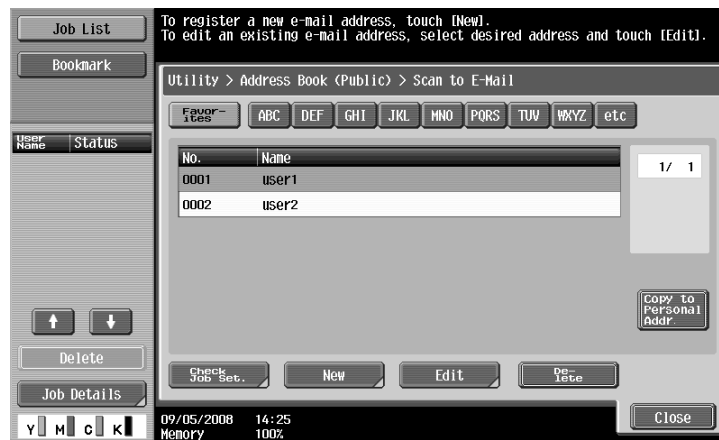 Job List
Bookmark
User Name
Status
Delete
Job Details
Y M C K
To register a new e-mail address, touch [New].
To edit an existing e-mail address, select desired address and touch [Edit].
Utility > Address Book (Public) > Scan to E-Mail
Favor-
ites
ABC DEF GHI JKL MNO PQRS TUV WXYZ etc
No. Name
0001 user1
0002 user2
1/ 1
Copy to
Personal
Addr.
Check
Job Set.
New
Edit
De-
lete
09/05/2008 14:25
Memory 100%
Close